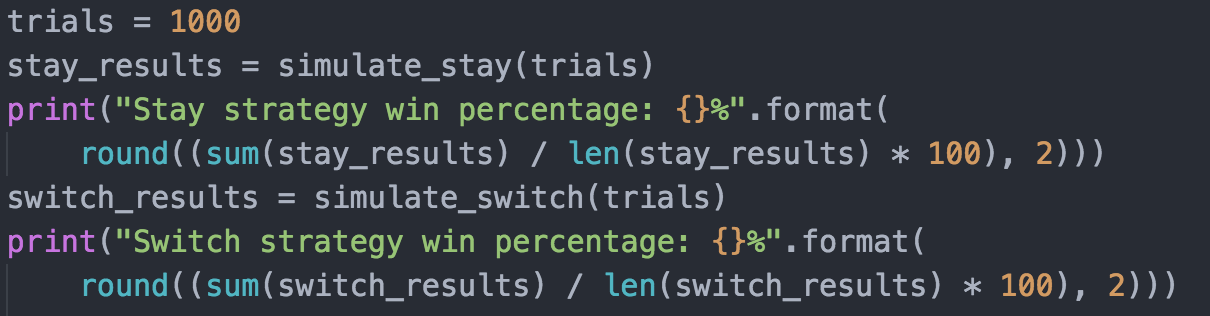 trials = 1000
stay_results = simulate_stay(trials)
print("Stay strategy win percentage: {}%".format(
    round((sum(stay_results) / len(stay_results) * 100), 2)))
switch_results = simulate_switch(trials)
print("Switch strategy win percentage: {}%".format(
    round((sum(switch_results) / len(switch_results) * 100), 2)))